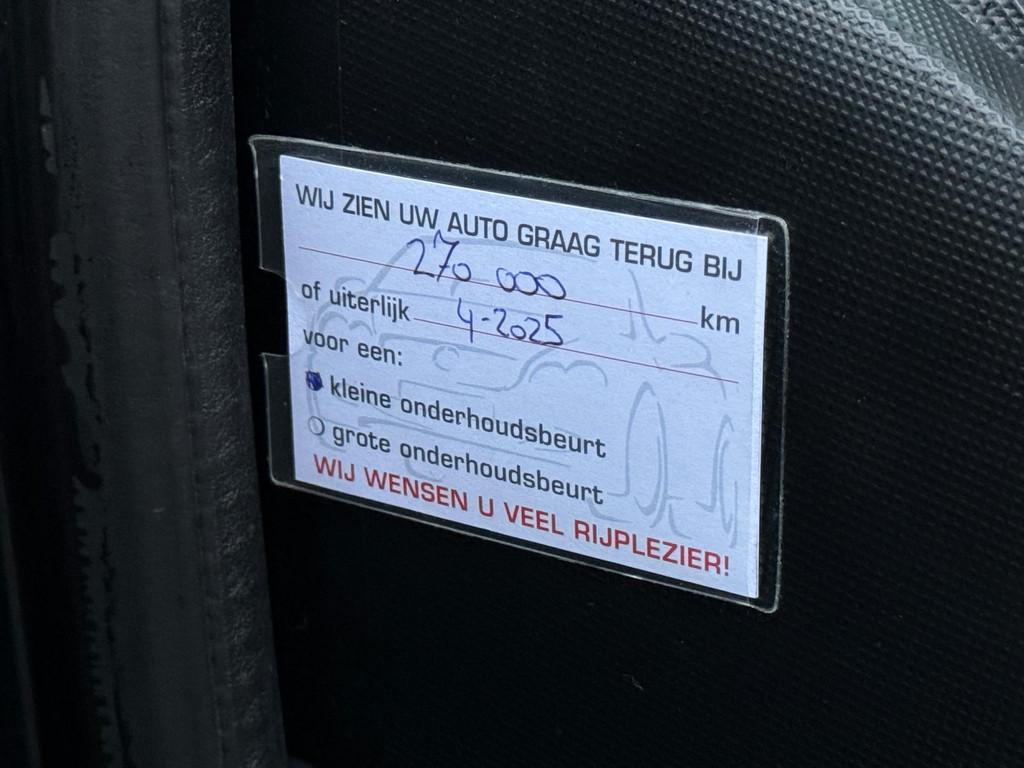 WIJ ZIEN UW AUTO GRAAG TERUG BIJ
270 000 km
of uiterlijk 4-2025
voor een:
kleine onderhoudsbeurt
grote onderhoudsbeurt
WIJ WENSEN U VEEL RIJPLEZIER!